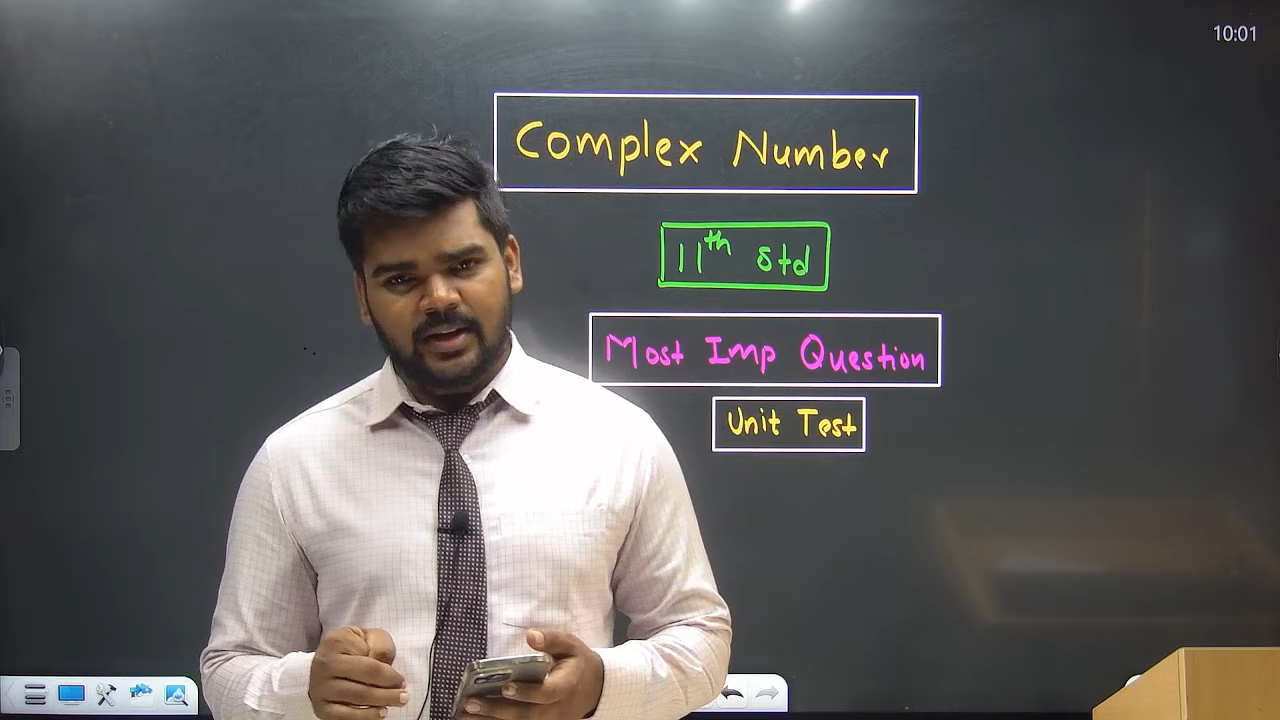 10:01
Complex Number
11th std
Most Imp Question
Unit Test